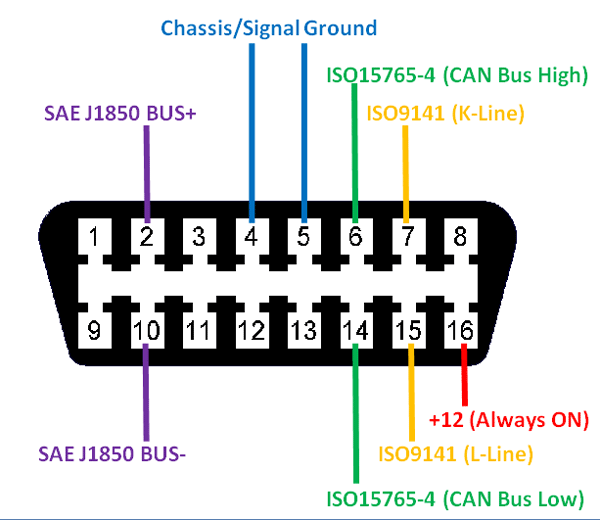 Chassis/Signal Ground
ISO15765-4 (CAN Bus High)
SAE J1850 BUS+
ISO9141 (K-Line)
1 2 3 4 5 6 7 8
9 10 11 12 13 14 15 16
+12 (Always ON)
SAE J1850 BUS-
ISO9141 (L-Line)
ISO15765-4 (CAN Bus Low)